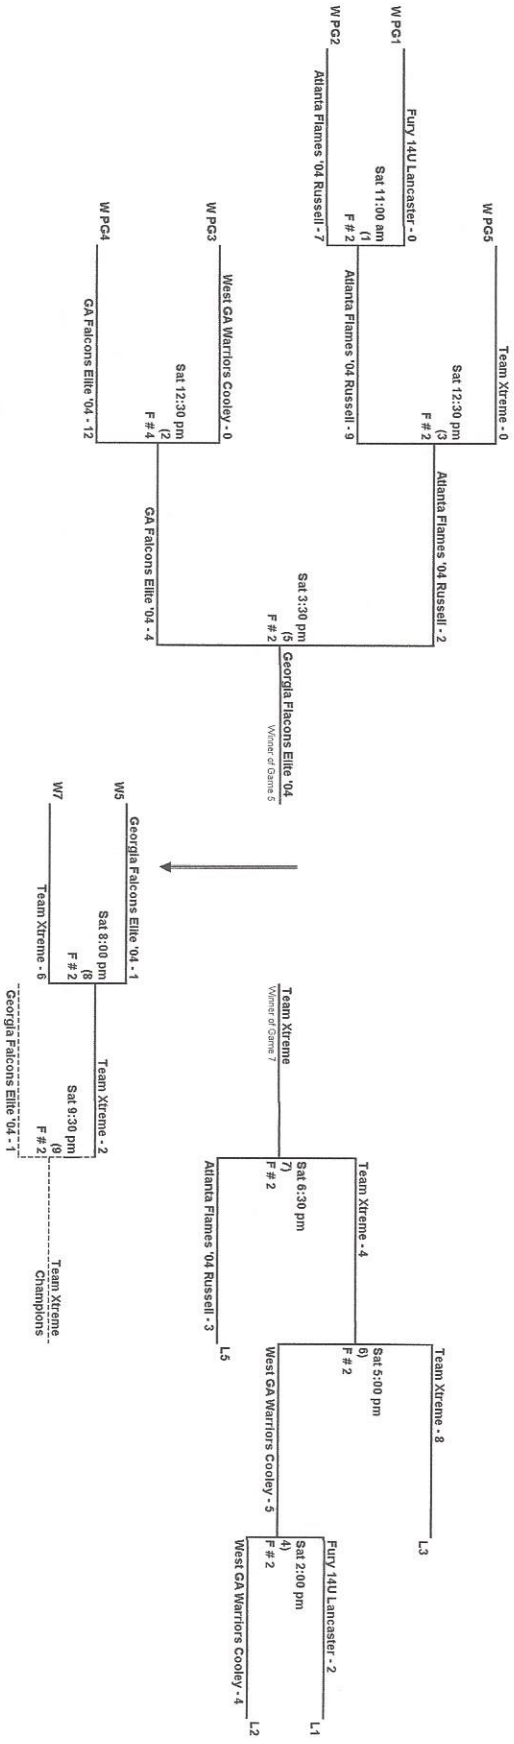 W PG5
Team Xtreme - 0
W PG1
Fury 14U Lancaster - 0
Sat 11:00 am
(1
F # 2
W PG2
Atlanta Flames '04 Russell - 7
Sat 12:30 pm
(3
F # 2
Atlanta Flames '04 Russell - 9
Atlanta Flames '04 Russell - 2
W PG3
West GA Warriors Cooley - 0
Sat 12:30 pm
(2
F # 4
W PG4
GA Falcons Elite '04 - 12
GA Falcons Elite '04 - 4
Sat 3:30 pm
(5
F # 2
Georgia Flacons Elite '04
Winner of Game 5
Team Xtreme
Winner of Game 7
Team Xtreme - 4
Sat 6:30 pm
7)
F # 2
Atlanta Flames '04 Russell - 3
L5
Team Xtreme - 8
L3
Sat 5:00 pm
6)
F # 2
West GA Warriors Cooley - 5
Fury 14U Lancaster - 2
L1
Sat 2:00 pm
4)
F # 2
West GA Warriors Cooley - 4
L2
W5
Georgia Falcons Elite '04 - 1
Sat 8:00 pm
(8
F # 2
W7
Team Xtreme - 6
Team Xtreme - 2
Sat 9:30 pm
(9
F # 2
Georgia Falcons Elite '04 - 1
Team Xtreme
Champions